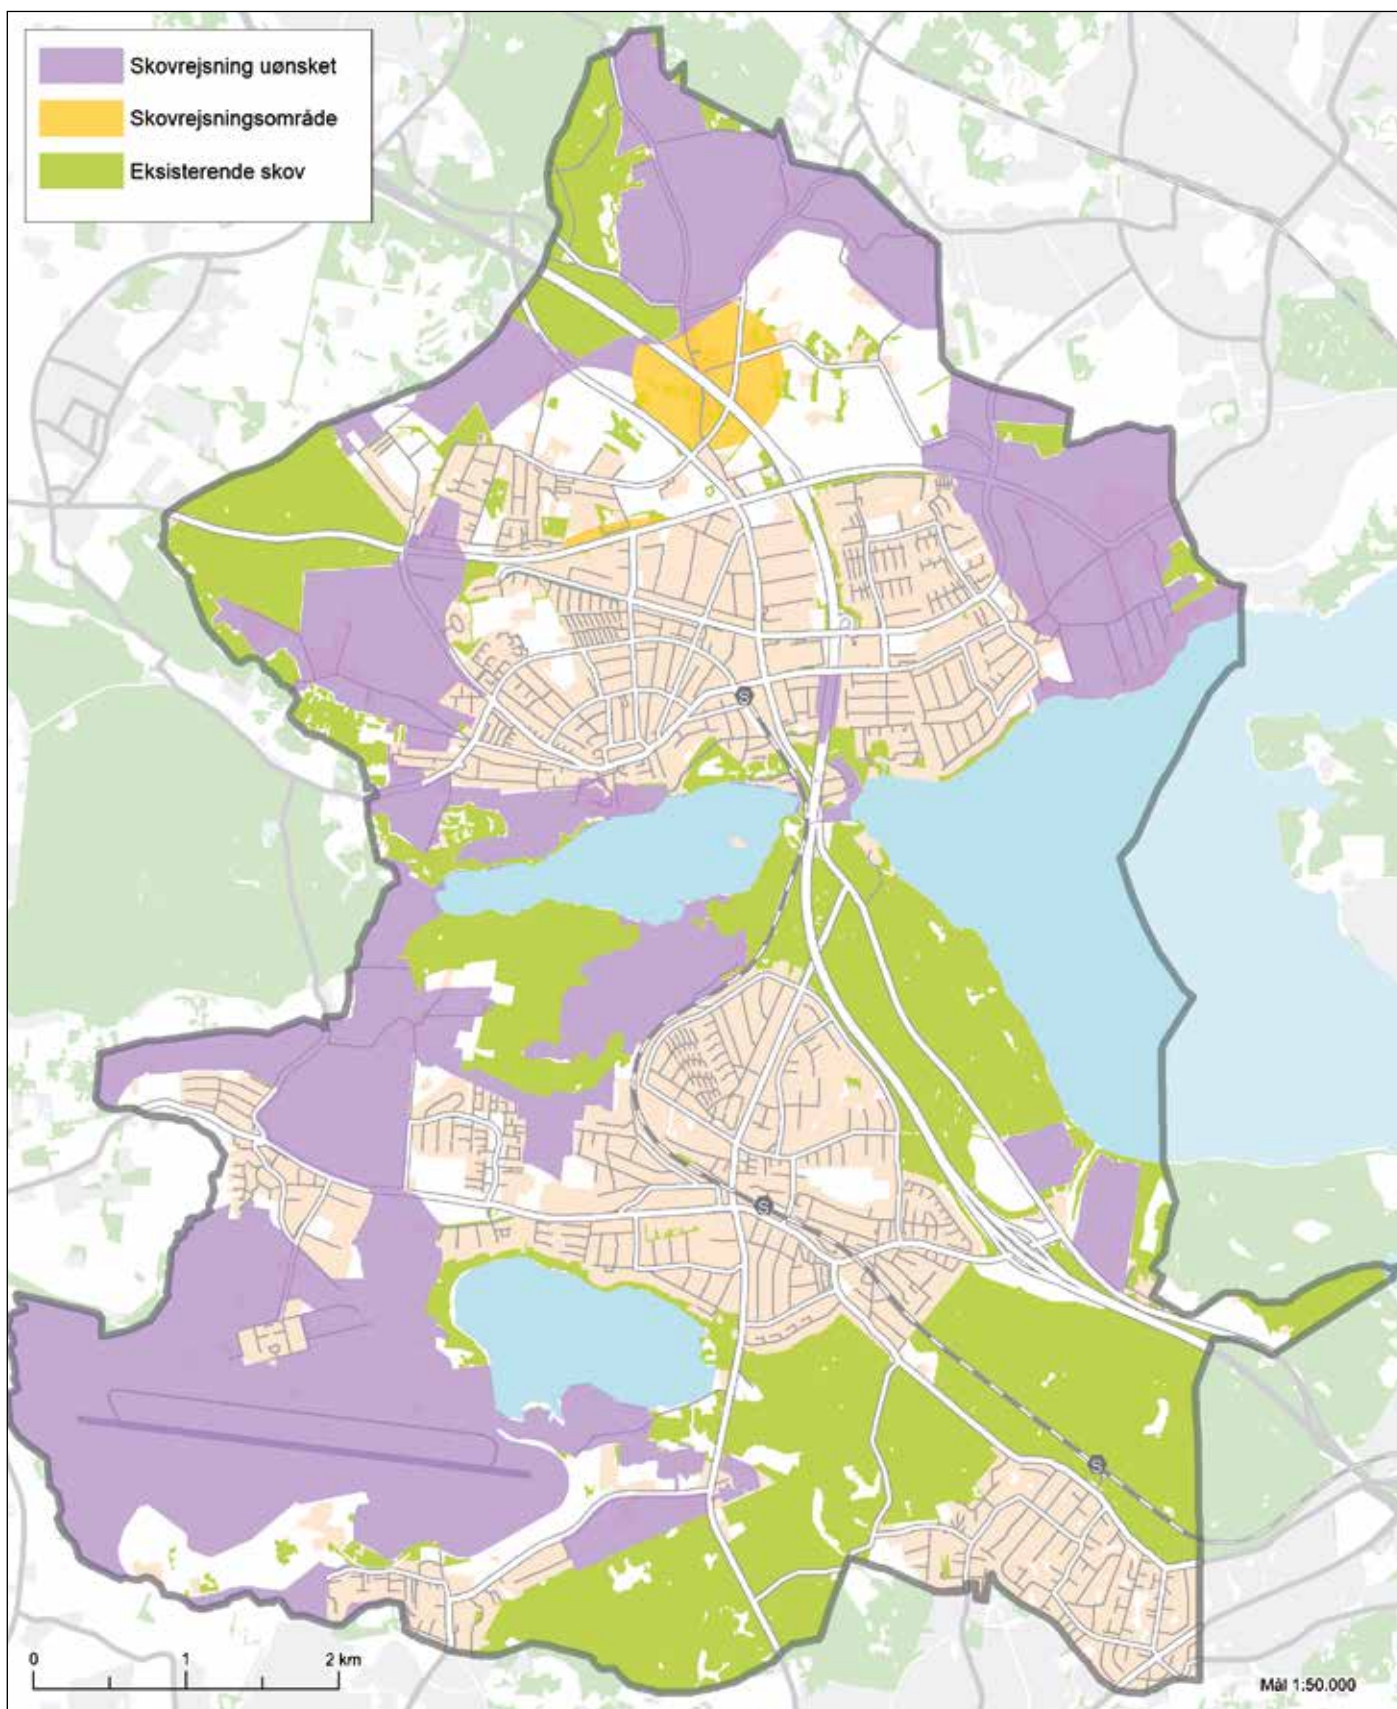 Skovrejsning uønsket
Skovrejsningsområde
Eksisterende skov
S
S
S
0 1 2 km
Mål 1:50.000